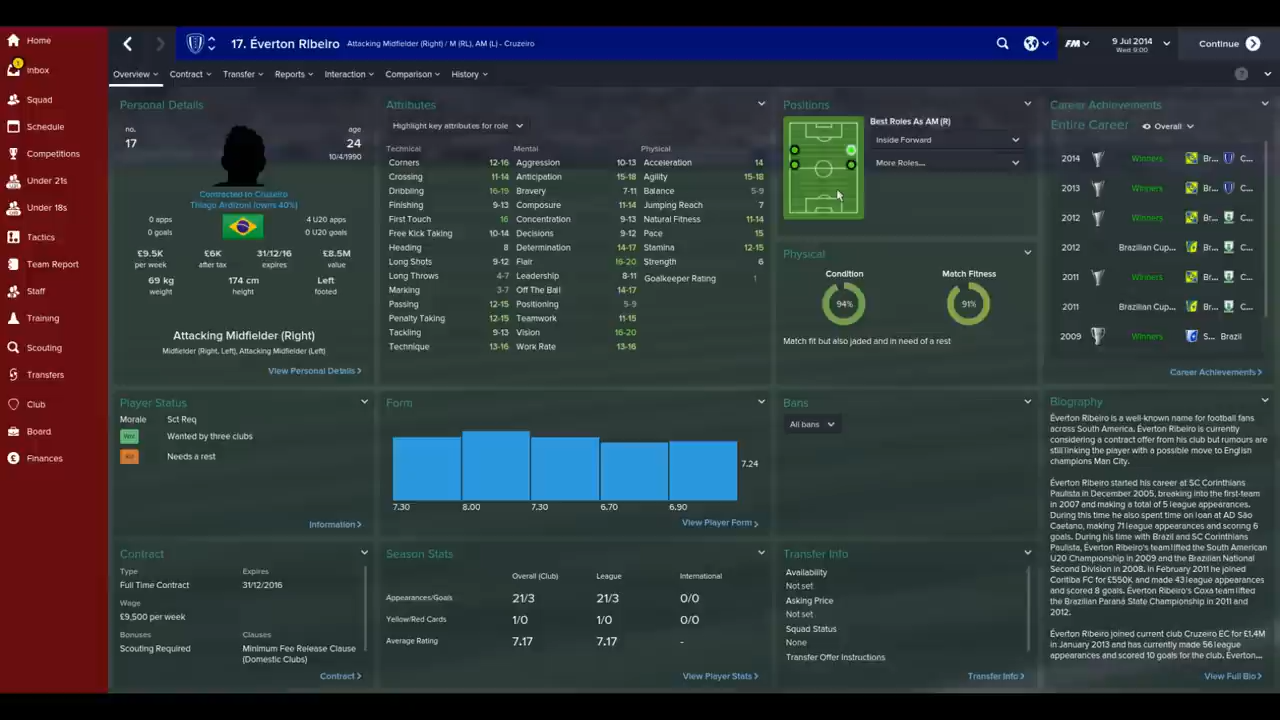 Home
Inbox
Squad
Schedule
Competitions
Under 21s
Under 18s
Tactics
Team Report
Staff
Training
Scouting
Transfers
Club
Board
Finances
17. Éverton Ribeiro
Attacking Midfielder (Right) / M (RL), AM (L) - Cruzeiro
FM
9 Jul 2014
Wed 9:00
Continue
Overview
Contract
Transfer
Reports
Interaction
Comparison
History
?
Personal Details
no.
17
age
24
10/4/1990
Contracted to Cruzeiro
Thiago Ardizoni (owns 40%)
0 apps
0 goals
4 U20 apps
0 U20 goals
£9.5K per week
£6K after tax
31/12/16 expires
£8.5M value
69 kg weight
174 cm height
Left footed
Attacking Midfielder (Right)
Midfielder (Right, Left), Attacking Midfielder (Left)
View Personal Details >
Attributes
Highlight key attributes for role
Technical
Corners 12-16
Crossing 11-14
Dribbling 16-19
Finishing 9-13
First Touch 16
Free Kick Taking 10-14
Heading 8
Long Shots 9-12
Long Throws 4-7
Marking 3-7
Passing 12-15
Penalty Taking 12-15
Tackling 9-13
Technique 13-16
Mental
Aggression 10-13
Anticipation 15-18
Bravery 7-11
Composure 11-14
Concentration 9-13
Decisions 9-12
Determination 14-17
Flair 16-20
Leadership 8-11
Off The Ball 14-17
Positioning 5-9
Teamwork 11-15
Vision 16-20
Work Rate 13-16
Physical
Acceleration 14
Agility 15-18
Balance 5-9
Jumping Reach 7
Natural Fitness 11-14
Pace 15
Stamina 12-15
Strength 6
Goalkeeper Rating 1
Positions
Best Roles As AM (R)
Inside Forward
More Roles...
Physical
Condition
94%
Match Fitness
91%
Match fit but also jaded and in need of a rest
Career Achievements
Entire Career
Overall
2014 Winners Br... C...
2013 Winners Br... C...
2012 Winners Br... C...
2012 Brazilian Cup... Br... C...
2011 Winners Br... C...
2011 Brazilian Cup... Br... C...
2009 Winners S... Brazil
Career Achievements >
Player Status
Morale Sct Req
Wnt Wanted by three clubs
Rst Needs a rest
Information >
Form
7.24
7.30 8.00 7.30 6.70 6.90
View Player Form >
Bans
All bans
Biography
Éverton Ribeiro is a well-known name for football fans
across South America. Éverton Ribeiro is currently
considering a contract offer from his club but rumours are
still linking the player with a possible move to English
champions Man City.
Éverton Ribeiro started his career at SC Corinthians
Paulista in December 2005, breaking into the first-team
in 2007 and making a total of 5 league appearances.
During this time he also spent time on loan at AD São
Caetano, making 71 league appearances and scoring 6
goals. During his time with Brazil and SC Corinthians
Paulista, Éverton Ribeiro's team lifted the South American
U20 Championship in 2009 and the Brazilian National
Second Division in 2008. In February 2011 he joined
Coritiba FC for £550K and made 43 league appearances
and scored 8 goals. Éverton Ribeiro's Coxa team lifted
the Brazilian Paraná State Championship in 2011 and
2012.
Éverton Ribeiro joined current club Cruzeiro EC for £1.4M
in January 2013 and has currently made 56 league
appearances and scored 10 goals for the club. Éverton...
View Full Bio >
Contract
Type
Full Time Contract
Expires
31/12/2016
Wage
£9,500 per week
Bonuses
Scouting Required
Clauses
Minimum Fee Release Clause
(Domestic Clubs)
Contract >
Season Stats
Overall (Club) League International
Appearances/Goals 21/3 21/3 0/0
Yellow/Red Cards 1/0 1/0 0/0
Average Rating 7.17 7.17 -
View Player Stats >
Transfer Info
Availability
Not set
Asking Price
Not set
Squad Status
None
Transfer Offer Instructions
Transfer Info >